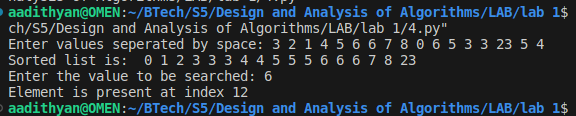 aadithyan@OMEN:~/BTech/S5/Design and Analysis of Algorithms/LAB/lab 1$
ch/S5/Design and Analysis of Algorithms/LAB/lab 1/4.py"
Enter values seperated by space: 3 2 1 4 5 6 6 7 8 0 6 5 3 3 23 5 4
Sorted list is:  0 1 2 3 3 3 4 4 5 5 5 6 6 6 7 8 23
Enter the value to be searched: 6
Element is present at index 12
aadithyan@OMEN:~/BTech/S5/Design and Analysis of Algorithms/LAB/lab 1$